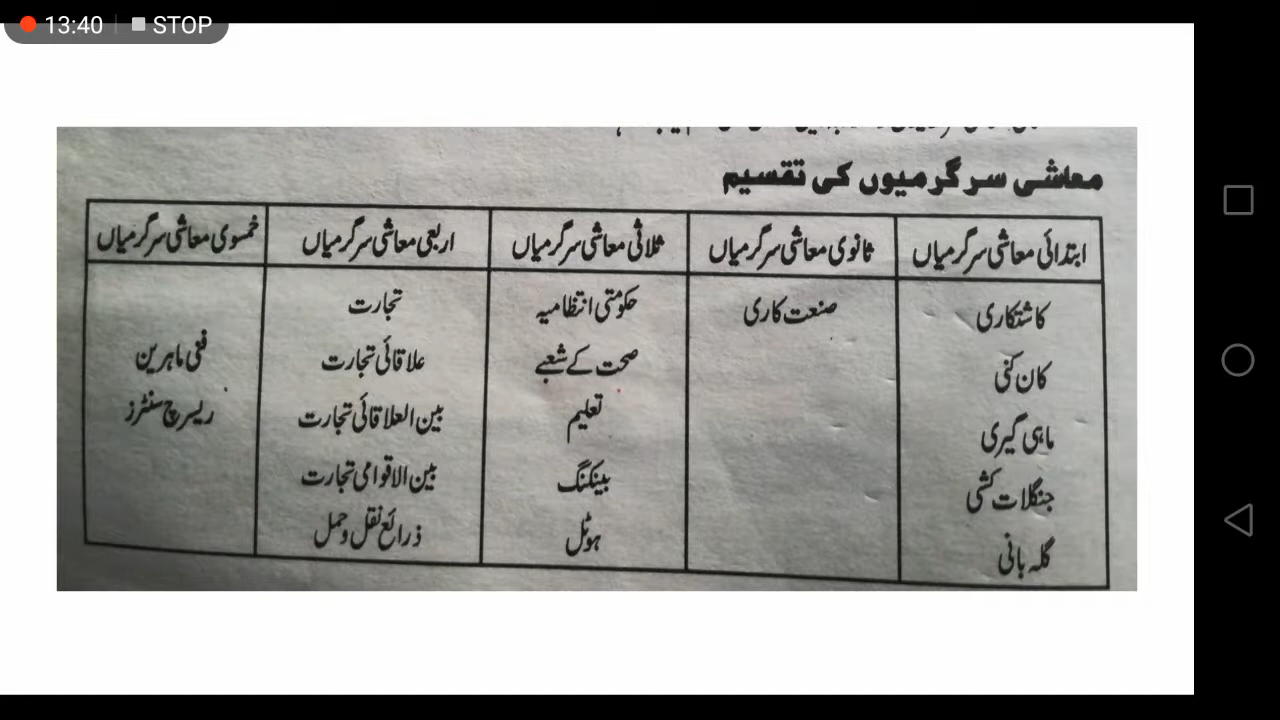 13:40 STOP
معاشی سرگرمیوں کی تقسیم
ابتدائی معاشی سرگرمیاں ثانوی معاشی سرگرمیاں ثلاثی معاشی سرگرمیاں اربعی معاشی سرگرمیاں خمسوی معاشی سرگرمیاں
کاشتکاری صنعت کاری حکومتی انتظامیہ تجارت
کان کنی صحت کے شعبے علاقائی تجارت فنی ماہرین
ماہی گیری تعلیم بین العلاقائی تجارت ریسرچ سنٹرز
جنگلات کشی بینکنگ بین الاقوامی تجارت
گلہ بانی ہوٹل ذرائع نقل و حمل